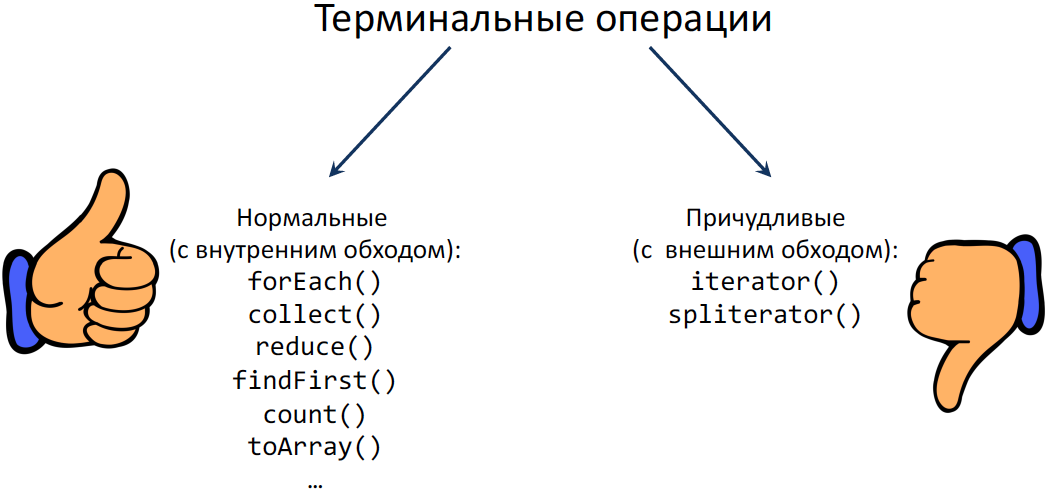 Терминальные операции
Нормальные
(с внутренним обходом):
forEach()
collect()
reduce()
findFirst()
count()
toArray()
…
Причудливые
(с внешним обходом):
iterator()
spliterator()